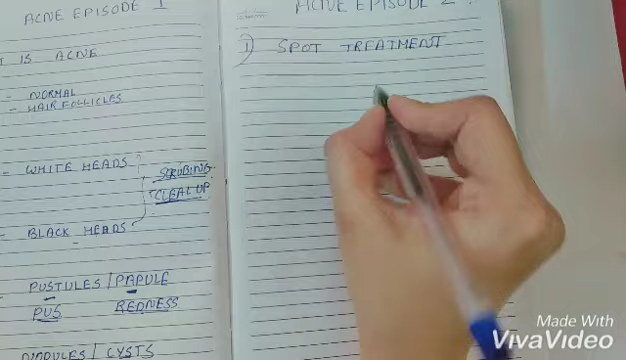 ACNE EPISODE 1
IS ACNE
- NORMAL
- HAIR FOLLICLES
- WHITE HEADS
SCRUBING
CLEAL UP
- BLACK HEADS
PUSTULES / PAPULE
PUS REDNESS
NODULES / CYSTS
ACNE EPISODE 2
1) SPOT TREATMENT
Made With
VivaVideo